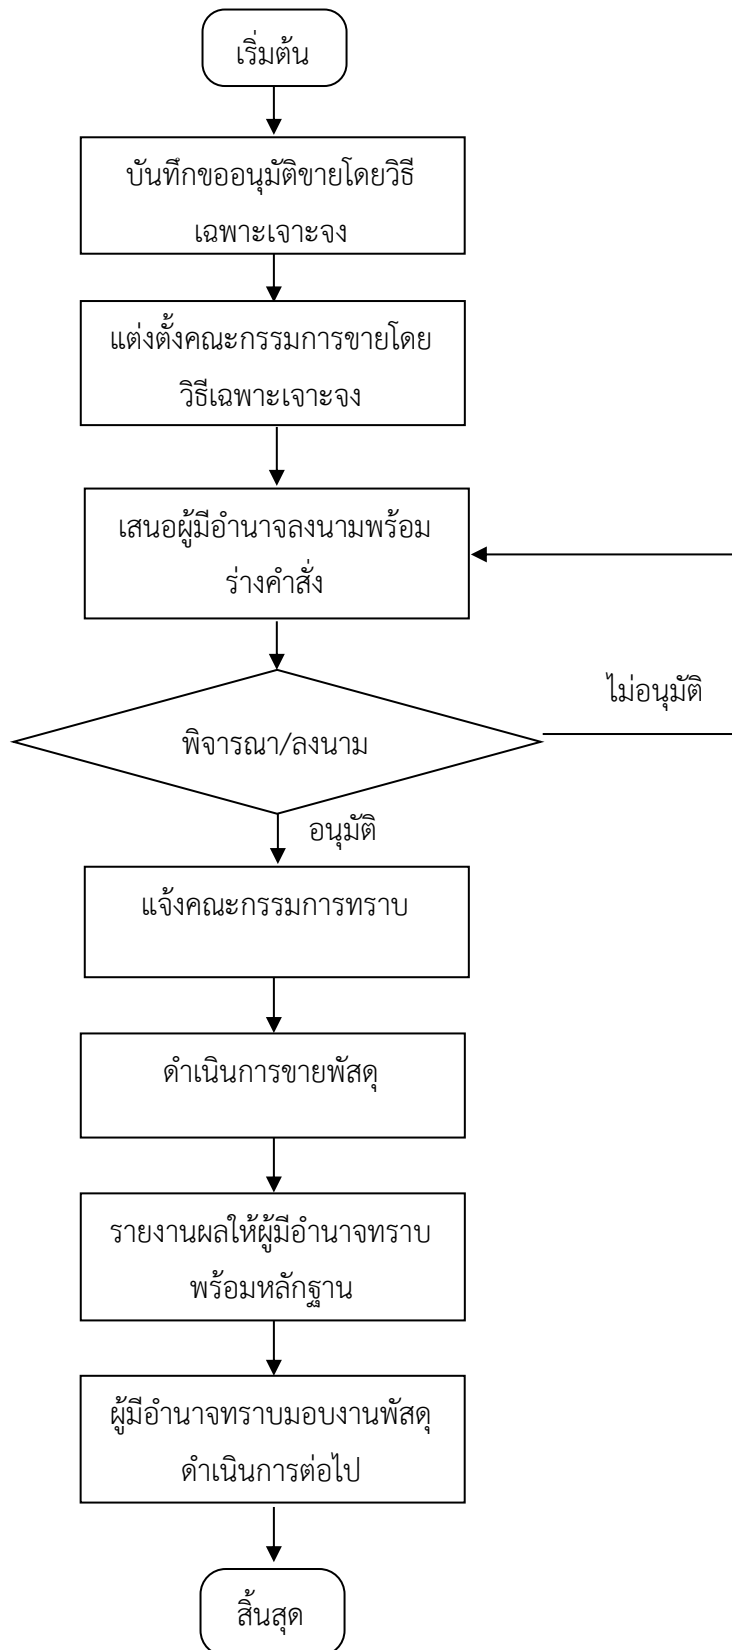 เริ่มต้น
บันทึกขออนุมัติขายโดยวิธี
เฉพาะเจาะจง
แต่งตั้งคณะกรรมการขายโดย
วิธีเฉพาะเจาะจง
เสนอผู้มีอำนาจลงนามพร้อม
ร่างคำสั่ง
ไม่อนุมัติ
พิจารณา/ลงนาม
อนุมัติ
แจ้งคณะกรรมการทราบ
ดำเนินการขายพัสดุ
รายงานผลให้ผู้มีอำนาจทราบ
พร้อมหลักฐาน
ผู้มีอำนาจทราบมอบงานพัสดุ
ดำเนินการต่อไป
สิ้นสุด